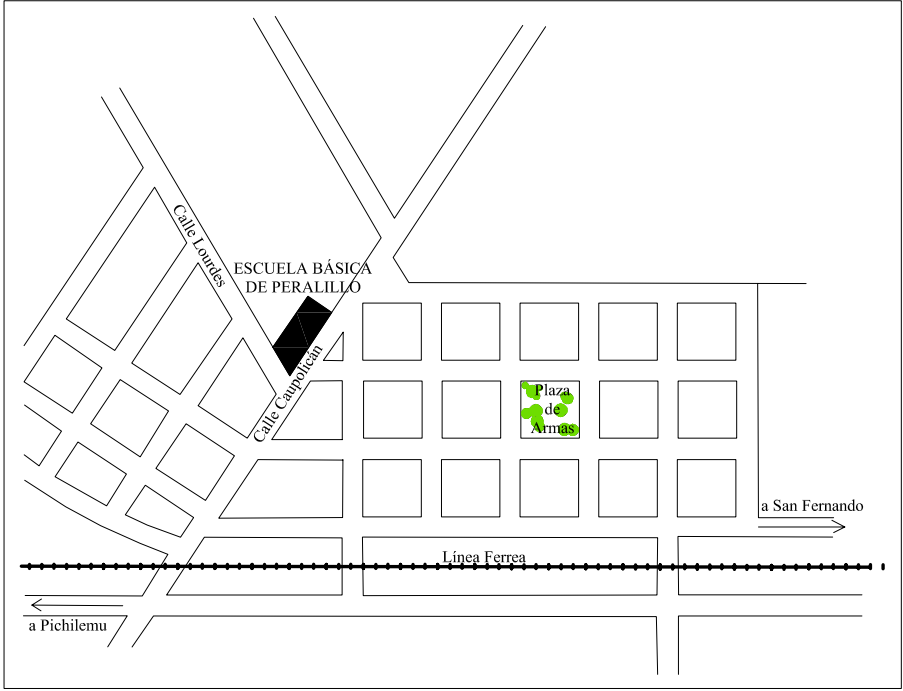 Calle Lourdes
ESCUELA BÁSICA
DE PERALILLO
Calle Caupolicán
Plaza
de
Armas
a San Fernando
Línea Ferrea
a Pichilemu